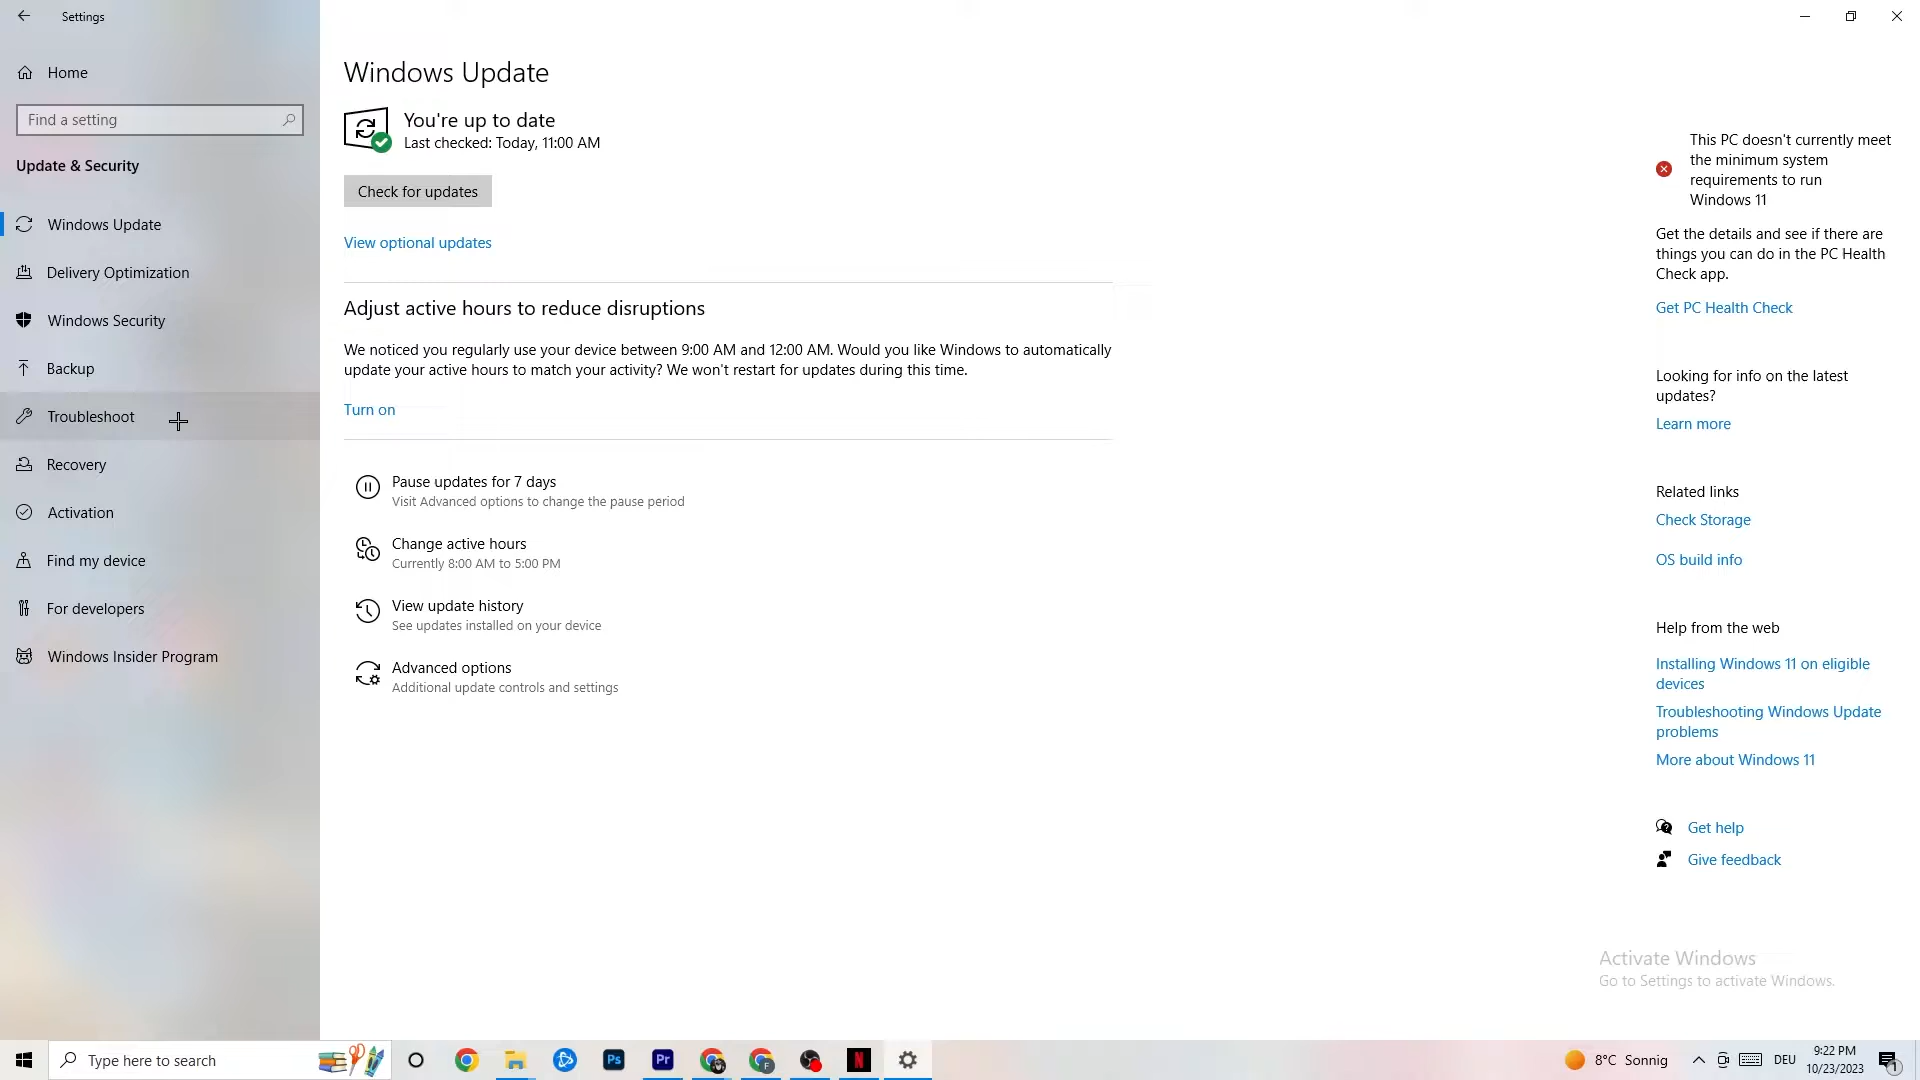 Settings
Home
Find a setting
Update & Security
Windows Update
Delivery Optimization
Windows Security
Backup
Troubleshoot
Recovery
Activation
Find my device
For developers
Windows Insider Program
Windows Update
You're up to date
Last checked: Today, 11:00 AM
Check for updates
View optional updates
Adjust active hours to reduce disruptions
We noticed you regularly use your device between 9:00 AM and 12:00 AM. Would you like Windows to automatically
update your active hours to match your activity? We won't restart for updates during this time.
Turn on
Pause updates for 7 days
Visit Advanced options to change the pause period
Change active hours
Currently 8:00 AM to 5:00 PM
View update history
See updates installed on your device
Advanced options
Additional update controls and settings
This PC doesn't currently meet
the minimum system
requirements to run
Windows 11
Get the details and see if there are
things you can do in the PC Health
Check app.
Get PC Health Check
Looking for info on the latest
updates?
Learn more
Related links
Check Storage
OS build info
Help from the web
Installing Windows 11 on eligible
devices
Troubleshooting Windows Update
problems
More about Windows 11
Get help
Give feedback
Activate Windows
Go to Settings to activate Windows.
Type here to search
Ps
Pr
F
N
8°C Sonnig
DEU
9:22 PM
10/23/2023
1